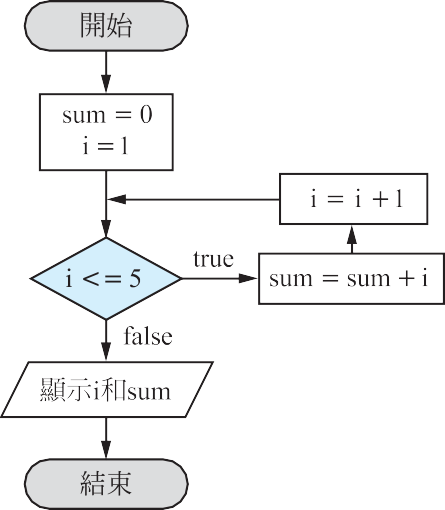 開始
sum = 0
i = 1
i <= 5
true
sum = sum + i
i = i + 1
false
顯示i和sum
結束